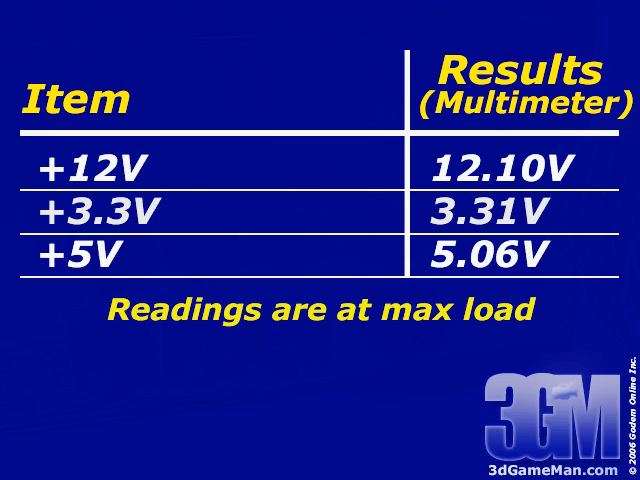 Item
Results
(Multimeter)
+12V 12.10V
+3.3V 3.31V
+5V 5.06V
Readings are at max load
3GM
3dGameMan.com
© 2006 Godem Online Inc.